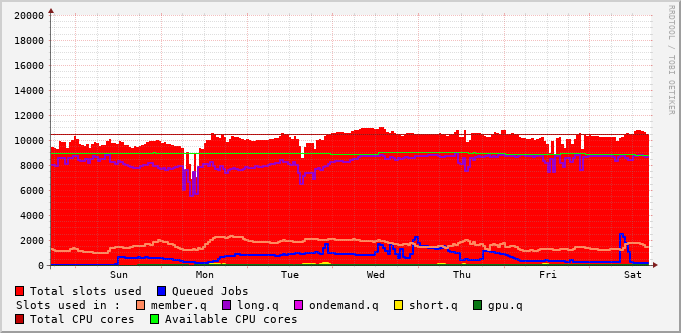 RRDTOOL / TOBI OETIKER
20000
18000
16000
14000
12000
10000
8000
6000
4000
2000
0
Sun Mon Tue Wed Thu Fri Sat
Total slots used Queued Jobs
Slots used in : member.q long.q ondemand.q short.q gpu.q
Total CPU cores Available CPU cores